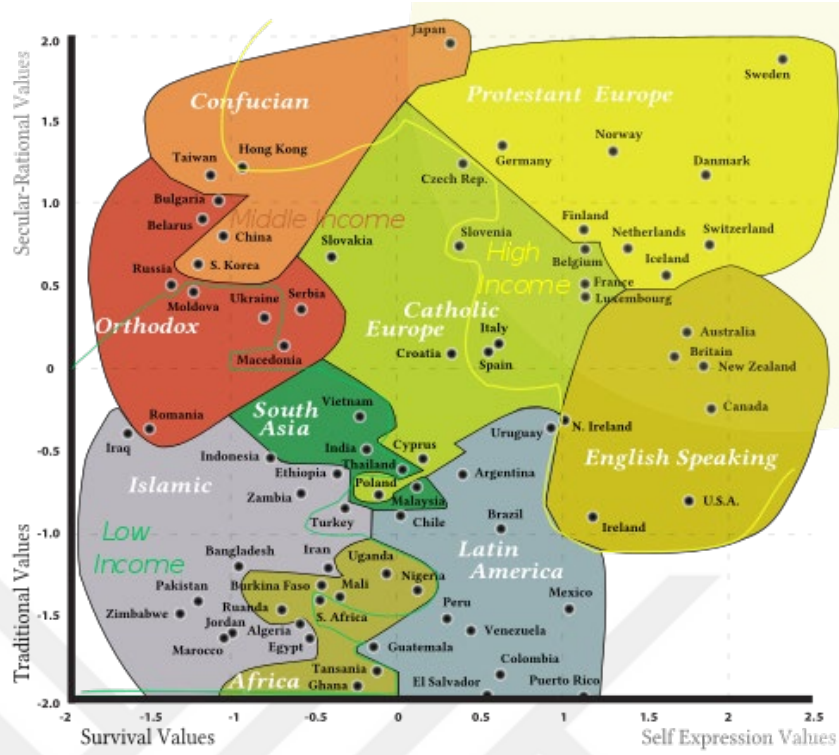 Secular-Rational Values
Traditional Values
2.0
1.5
1.0
0.5
0
-0.5
-1.0
-1.5
-2.0
Japan
Confucian
Protestant Europe
Sweden
Taiwan
Hong Kong
Germany
Norway
Czech Rep.
Danmark
Bulgaria
Belarus
Middle Income
China
Slovakia
Slovenia
Finland
Netherlands
Switzerland
High
Income
Belgium
Iceland
Russia
S. Korea
France
Luxembourg
Moldova
Ukraine
Serbia
Orthodox
Catholic
Europe
Macedonia
Croatia
Italy
Spain
Australia
Britain
New Zealand
Canada
Romania
Iraq
South
Asia
Vietnam
India
Thailand
Cyprus
Uruguay
N. Ireland
English Speaking
Indonesia
Ethiopia
Islamic
Zambia
Poland
Malaysia
Argentina
Turkey
Chile
Brazil
Ireland
U.S.A.
Low
Income
Latin
America
Bangladesh
Iran
Uganda
Pakistan
Burkina Faso
Mali
Nigeria
Zimbabwe
Ruanda
S. Africa
Peru
Mexico
Jordan
Marocco
Algeria
Egypt
Venezuela
Guatemala
Africa
Tansania
Ghana
Colombia
El Salvador
Puerto Rico
-2
-1.5
-1
-0.5
0
0.5
1
1.5
2
2.5
Survival Values
Self Expression Values